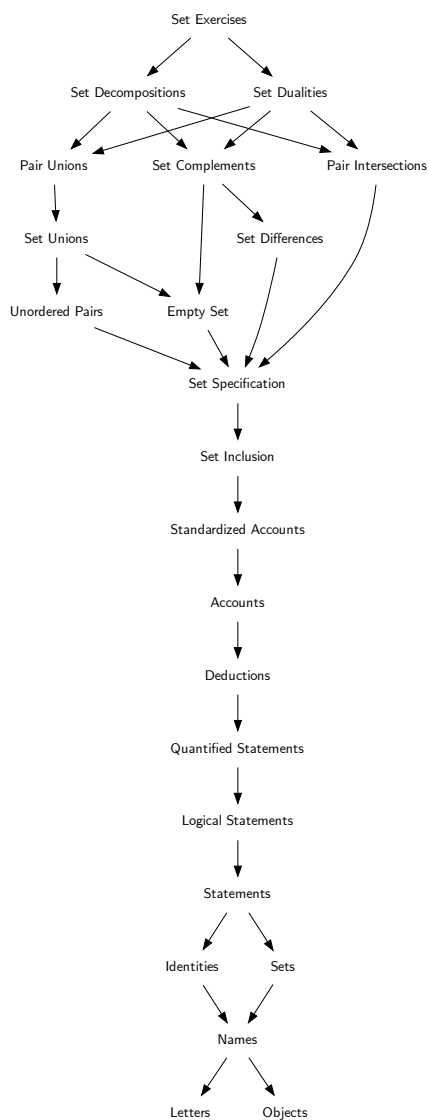 Set Exercises
Set Decompositions
Set Dualities
Pair Unions
Set Complements
Pair Intersections
Set Unions
Set Differences
Unordered Pairs
Empty Set
Set Specification
Set Inclusion
Standardized Accounts
Accounts
Deductions
Quantified Statements
Logical Statements
Statements
Identities
Sets
Names
Letters
Objects